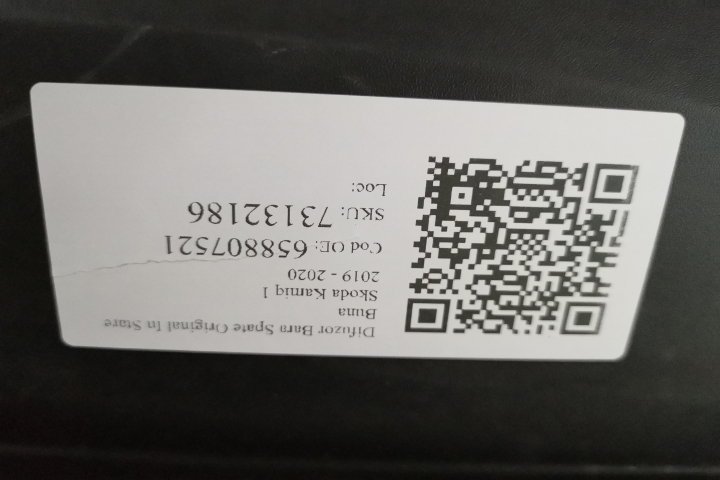 Difuzor Bara Spate Original In Stare
Buna
Skoda Kamiq 1
2019 - 2020
Cod OE: 658807521
SKU: 73132186
Loc: